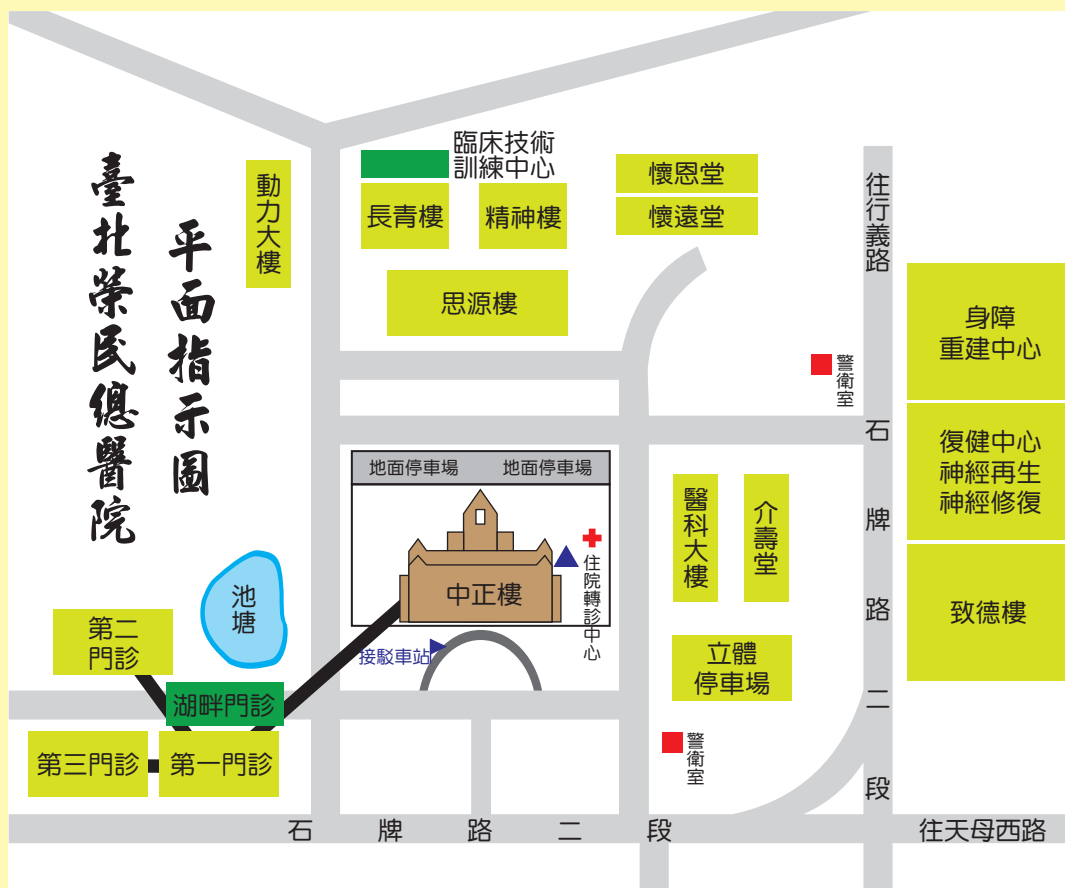 臺北榮民總醫院
平面指示圖
動力大樓
臨床技術
訓練中心
長青樓
精神樓
思源樓
懷恩堂
懷遠堂
往行義路
身障
重建中心
警衛室
復健中心
神經再生
神經修復
致德樓
石牌路二段
地面停車場
地面停車場
中正樓
住院轉診中心
接駁車站
醫科大樓
介壽堂
立體
停車場
警衛室
池塘
第二
門診
湖畔門診
第三門診
第一門診
石牌路二段
往天母西路